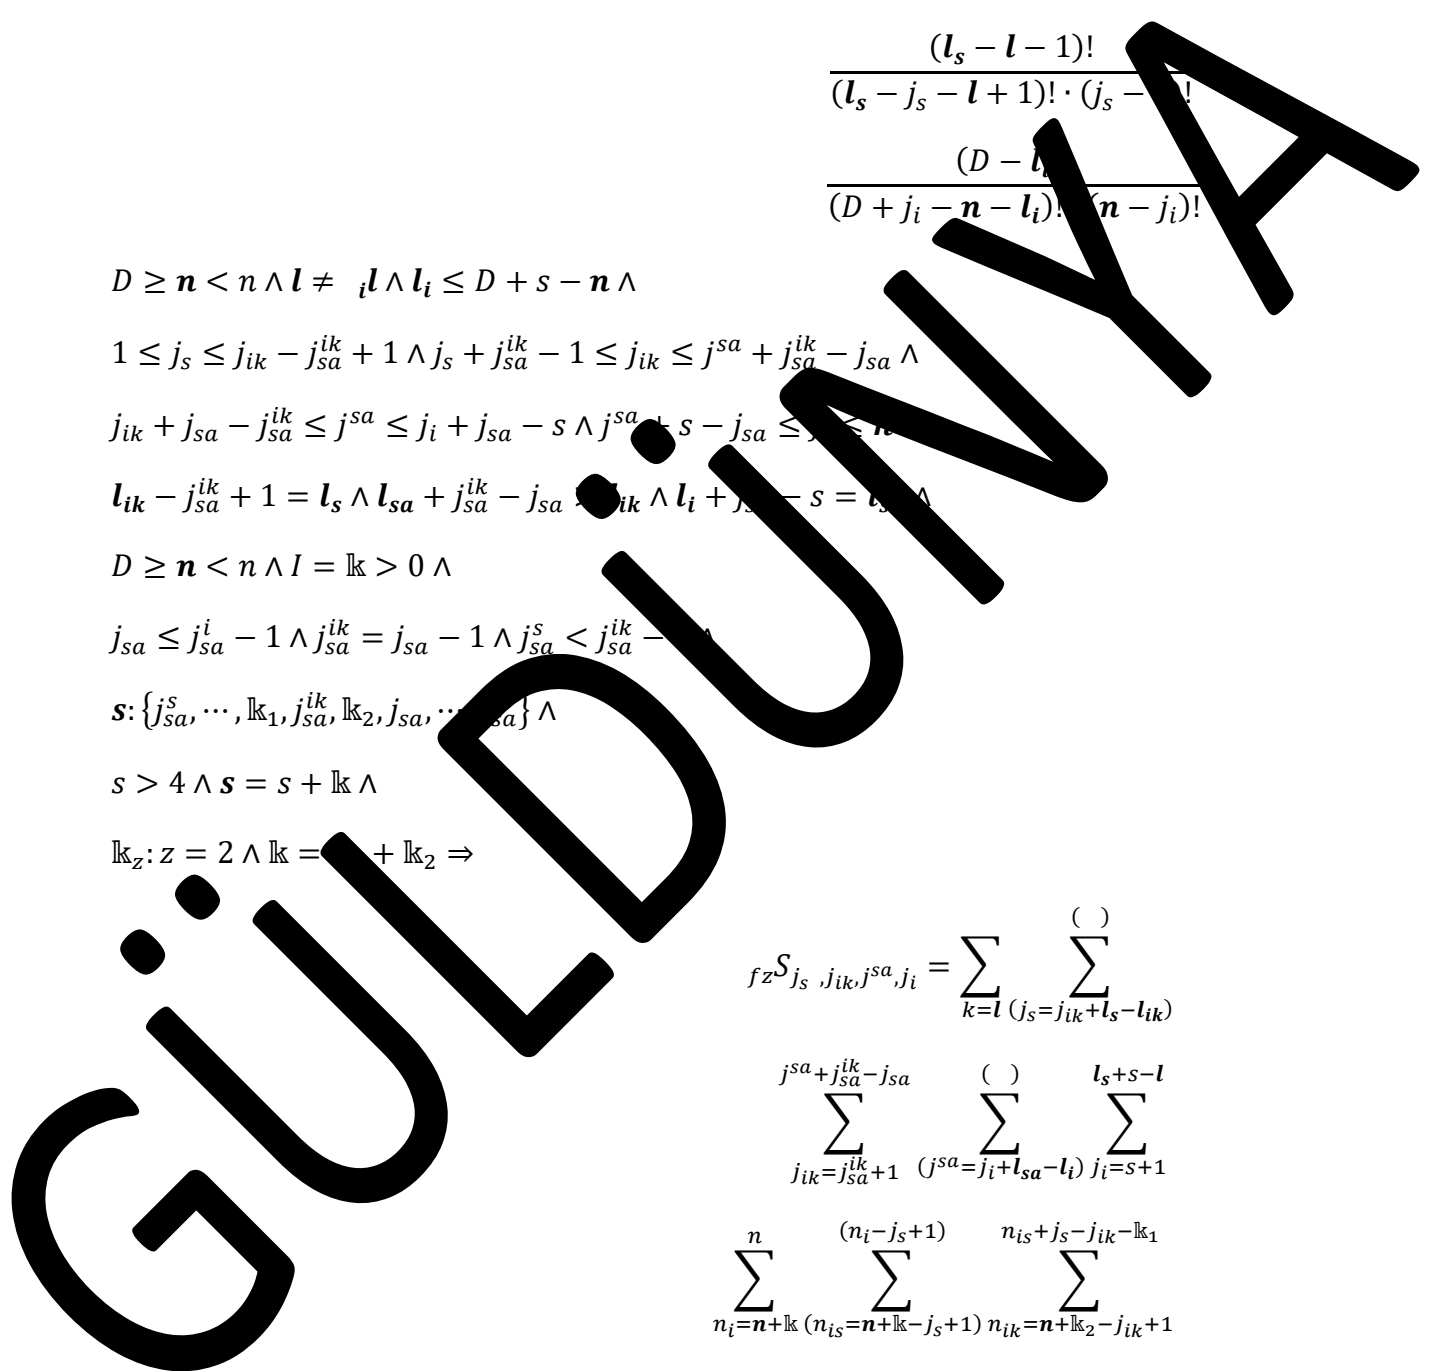 (l_s − l − 1)!
(l_s − j_s − l + 1)! · (j_s − )!
(D − l
(D + j_i − n − l_i)! (n − j_i)!
D ≥ n < n ∧ l ≠ _il ∧ l_i ≤ D + s − n ∧
1 ≤ j_s ≤ j_ik − j_sa^ik + 1 ∧ j_s + j_sa^ik − 1 ≤ j_ik ≤ j^sa + j_sa^ik − j_sa ∧
j_ik + j_sa − j_sa^ik ≤ j^sa ≤ j_i + j_sa − s ∧ j^sa + s − j_sa ≤ ≤ n
l_ik − j_sa^ik + 1 = l_s ∧ l_sa + j_sa^ik − j_sa l_ik ∧ l_i + − s = ∧
D ≥ n < n ∧ I = 𝕜 > 0 ∧
j_sa ≤ j_sa^i − 1 ∧ j_sa^ik = j_sa − 1 ∧ j_sa^s < j_sa^ik − ∧
s: {j_sa^s, ⋯ , 𝕜_1, j_sa^ik, 𝕜_2, j_sa, ⋯ } ∧
s > 4 ∧ s = s + 𝕜 ∧
𝕜_z: z = 2 ∧ 𝕜 = + 𝕜_2 ⇒
_fzS_{j_s ,j_ik,j^sa,j_i} = ∑_{k=l} ∑_{(j_s=j_ik+l_s−l_ik)}^{( )}
∑_{j_ik=j_sa^ik+1}^{j^sa+j_sa^ik−j_sa} ∑_{(j^sa=j_i+l_sa−l_i)}^{( )} ∑_{j_i=s+1}^{l_s+s−l}
∑_{n_i=n+𝕜}^{n} ∑_{(n_is=n+𝕜−j_s+1)}^{(n_i−j_s+1)} ∑_{n_ik=n+𝕜_2−j_ik+1}^{n_is+j_s−j_ik−𝕜_1}
GÜLDÜNYA